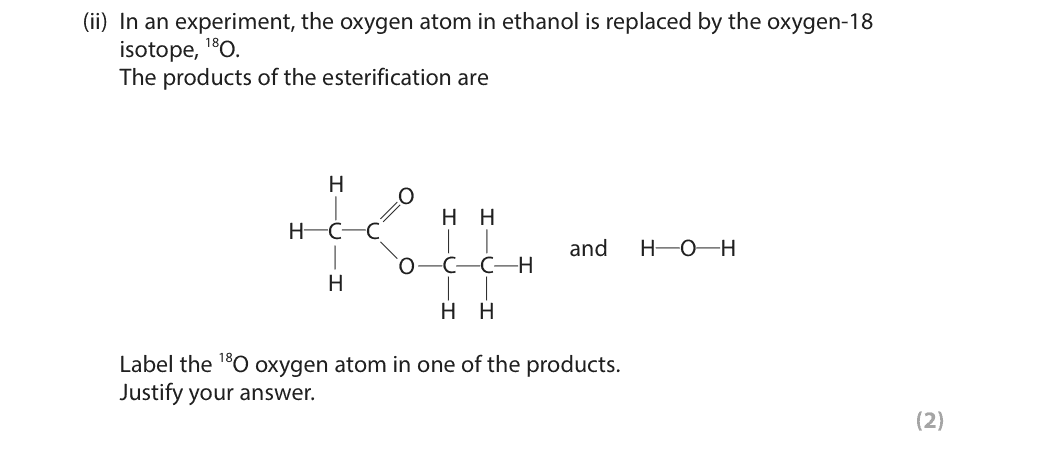 (ii) In an experiment, the oxygen atom in ethanol is replaced by the oxygen-18
isotope, ¹⁸O.
The products of the esterification are
H
O
H H
H—C—C
and H—O—H
O—C—C—H
H
H H
Label the ¹⁸O oxygen atom in one of the products.
Justify your answer.
(2)